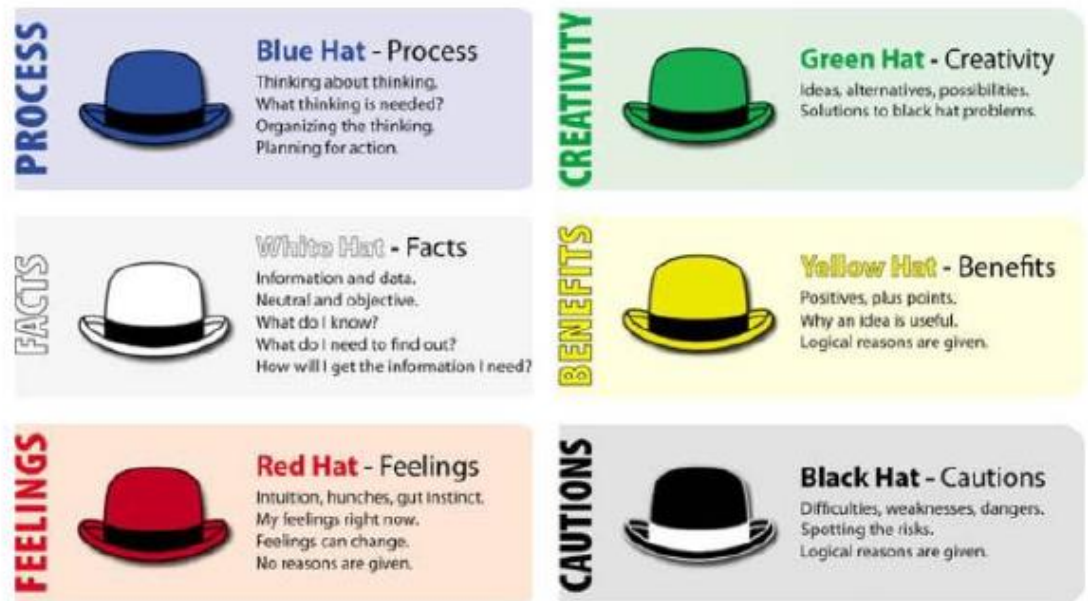 PROCESS
Blue Hat - Process
Thinking about thinking.
What thinking is needed?
Organizing the thinking.
Planning for action.
CREATIVITY
Green Hat - Creativity
Ideas, alternatives, possibilities.
Solutions to black hat problems.
FACTS
White Hat - Facts
Information and data.
Neutral and objective.
What do I know?
What do I need to find out?
How will I get the information I need?
BENEFITS
Yellow Hat - Benefits
Positives, plus points.
Why an idea is useful.
Logical reasons are given.
FEELINGS
Red Hat - Feelings
Intuition, hunches, gut instinct.
My feelings right now.
Feelings can change.
No reasons are given.
CAUTIONS
Black Hat - Cautions
Difficulties, weaknesses, dangers.
Spotting the risks.
Logical reasons are given.